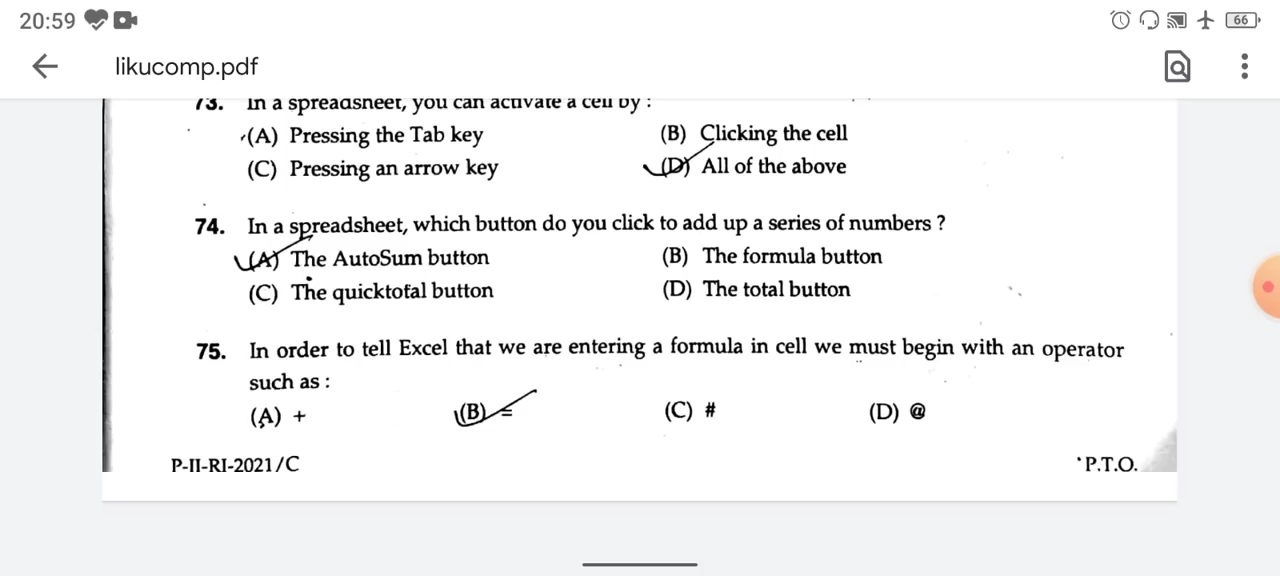 20:59
66
likucomp.pdf
73. In a spreadsheet, you can activate a cell by :
(A) Pressing the Tab key (B) Clicking the cell
(C) Pressing an arrow key (D) All of the above
74. In a spreadsheet, which button do you click to add up a series of numbers ?
(A) The AutoSum button (B) The formula button
(C) The quicktotal button (D) The total button
75. In order to tell Excel that we are entering a formula in cell we must begin with an operator
such as :
(A) + (B) = (C) # (D) @
P-II-RI-2021/C P.T.O.